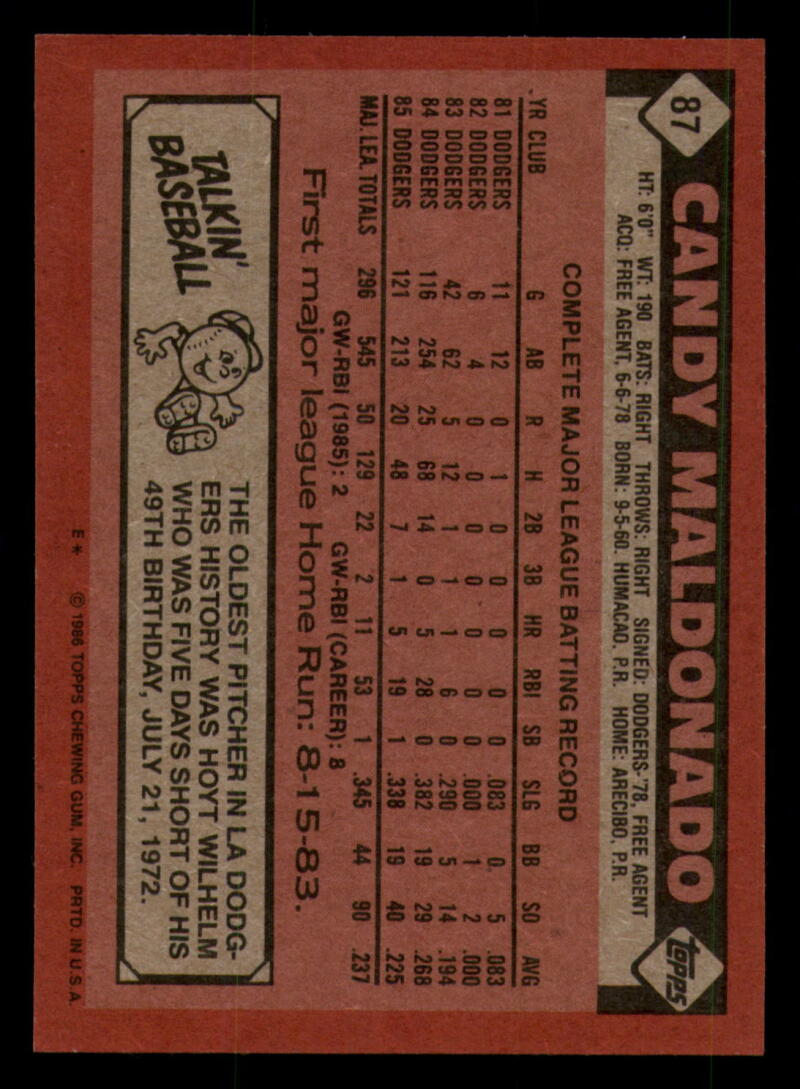 87
CANDY MALDONADO
topps
HT: 6'0" WT: 190 BATS: RIGHT THROWS: RIGHT SIGNED: DODGERS-'78, FREE AGENT
ACQ: FREE AGENT, 6-6-78 BORN: 9-5-60, HUMACAO, P.R. HOME: ARECIBO, P.R.
COMPLETE MAJOR LEAGUE BATTING RECORD
YR CLUB G AB R H 2B 3B HR RBI SB SLG BB SO AVG
81 DODGERS 11 12 0 1 0 0 0 0 0 .083 0 5 .083
82 DODGERS 6 4 0 0 0 0 0 0 0 .000 1 2 .000
83 DODGERS 42 62 5 12 1 1 1 6 0 .290 5 14 .194
84 DODGERS 116 254 25 68 14 0 5 28 0 .382 19 29 .268
85 DODGERS 121 213 20 48 7 1 5 19 1 .338 19 40 .225
MAJ. LEA. TOTALS 296 545 50 129 22 2 11 53 1 .345 44 90 .237
GW-RBI (1985): 2 GW-RBI (CAREER): 8
First major league Home Run: 8-15-83.
TALKIN'
BASEBALL
THE OLDEST PITCHER IN LA DODG-
ERS HISTORY WAS HOYT WILHELM
WHO WAS FIVE DAYS SHORT OF HIS
49TH BIRTHDAY, JULY 21, 1972.
E* © 1986 TOPPS CHEWING GUM, INC. PRTD. IN U.S.A.